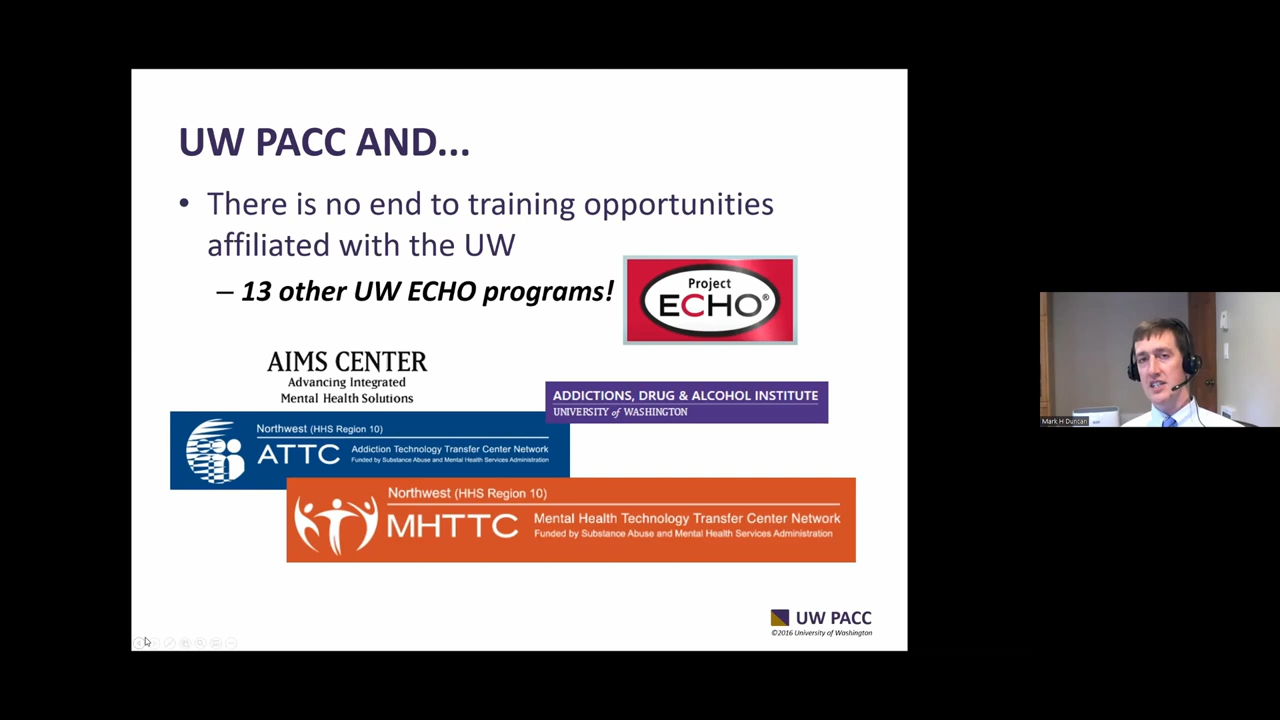 UW PACC AND...
• There is no end to training opportunities
affiliated with the UW
– 13 other UW ECHO programs!
Project
ECHO®
AIMS CENTER
Advancing Integrated
Mental Health Solutions
ADDICTIONS, DRUG & ALCOHOL INSTITUTE
UNIVERSITY of WASHINGTON
Northwest (HHS Region 10)
ATTC
Addiction Technology Transfer Center Network
Funded by Substance Abuse and Mental Health Services Administration
Northwest (HHS Region 10)
MHTTC
Mental Health Technology Transfer Center Network
Funded by Substance Abuse and Mental Health Services Administration
Mark H Duncan
UW PACC
©2016 University of Washington